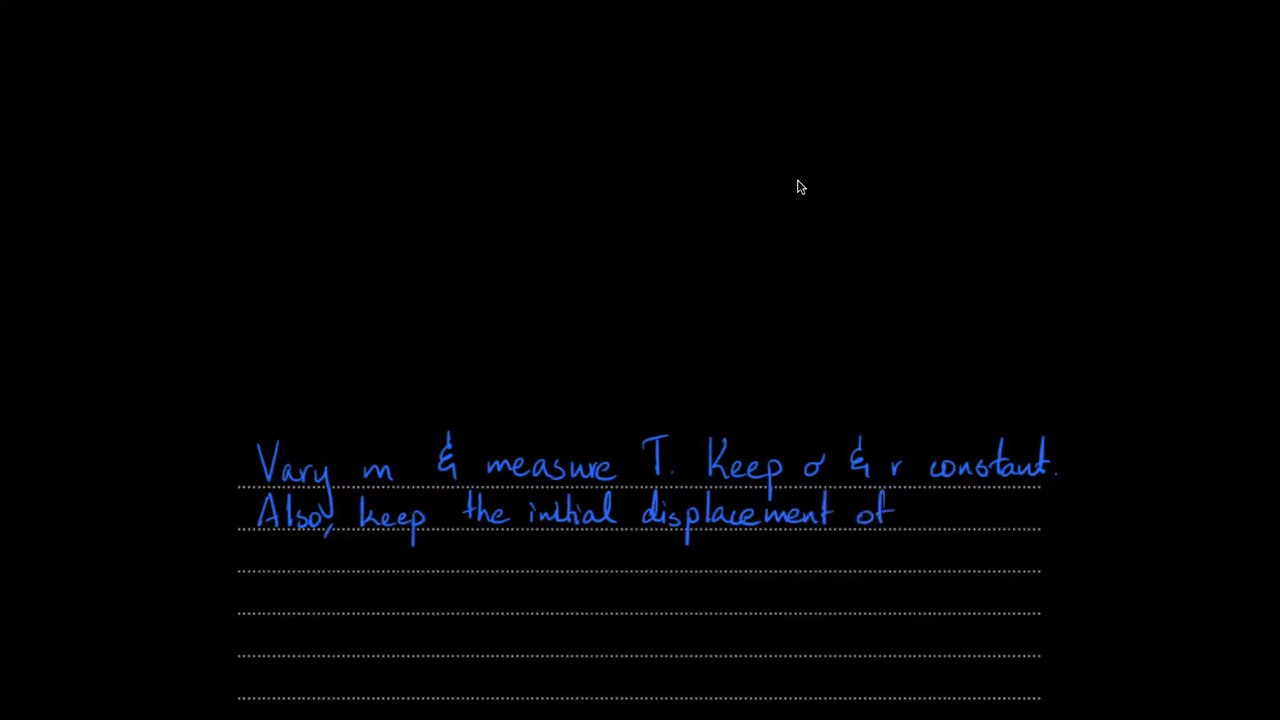 Vary m & measure T. Keep σ & r constant.
Also, keep the initial displacement of